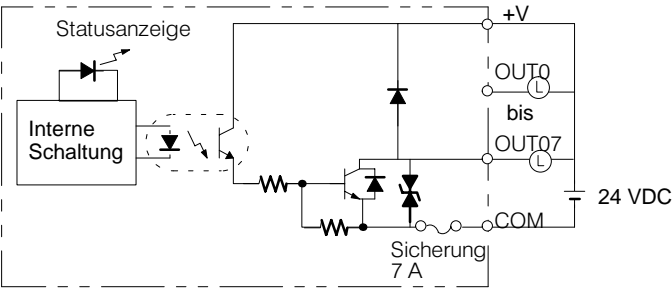 +V
Statusanzeige
OUT0
L
bis
Interne
Schaltung
OUT07
L
24 VDC
COM
Sicherung
7 A